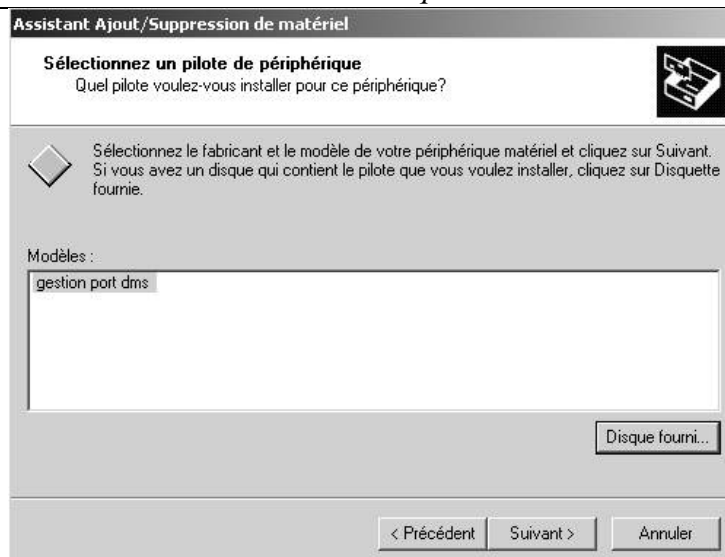 Assistant Ajout/Suppression de matériel
Sélectionnez un pilote de périphérique
Quel pilote voulez-vous installer pour ce périphérique?
Sélectionnez le fabricant et le modèle de votre périphérique matériel et cliquez sur Suivant.
Si vous avez un disque qui contient le pilote que vous voulez installer, cliquez sur Disquette
fournie.
Modèles :
gestion port dms
Disque fourni...
< Précédent
Suivant >
Annuler